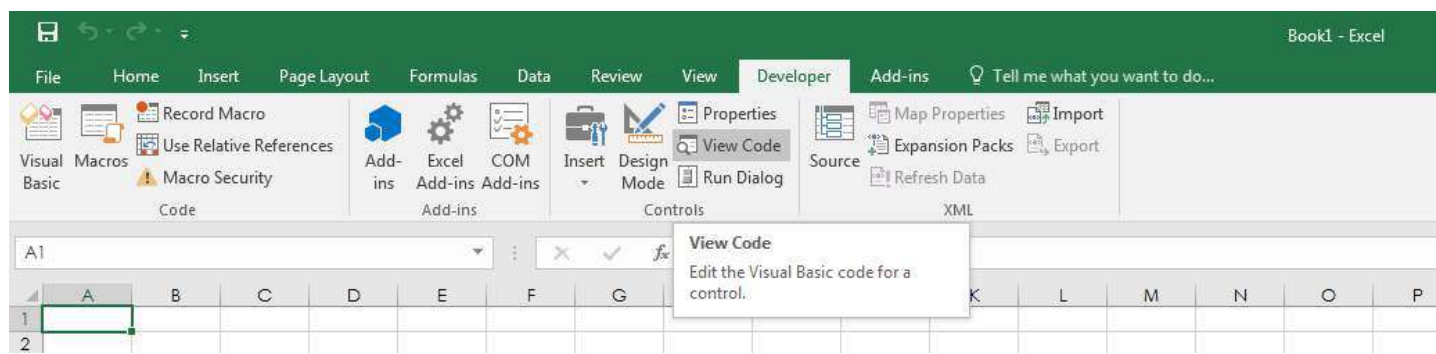 Book1 - Excel
File Home Insert Page Layout Formulas Data Review View Developer Add-ins Tell me what you want to do...
Visual Basic
Macros
Record Macro
Use Relative References
Macro Security
Code
Add-ins
Excel Add-ins
COM Add-ins
Add-ins
Insert
Design Mode
Properties
View Code
Run Dialog
Controls
Source
Map Properties
Expansion Packs
Refresh Data
Import
Export
XML
A1
fx
View Code
Edit the Visual Basic code for a
control.
A B C D E F G K L M N O P
1
2